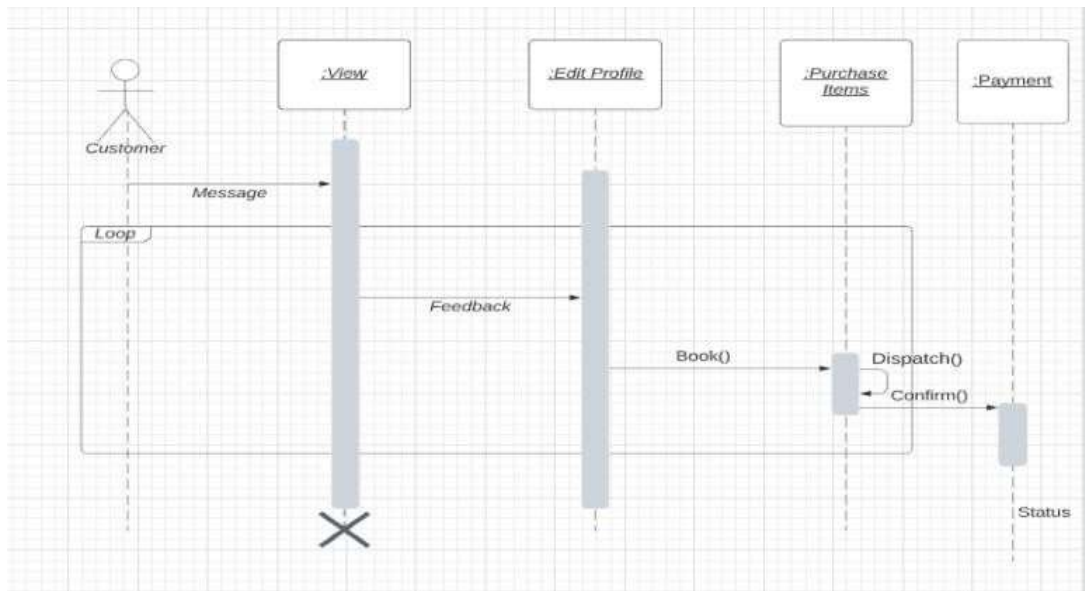 :View
:Edit Profile
:Purchase
Items
:Payment
Customer
Message
Loop
Feedback
Book()
Dispatch()
Confirm()
Status